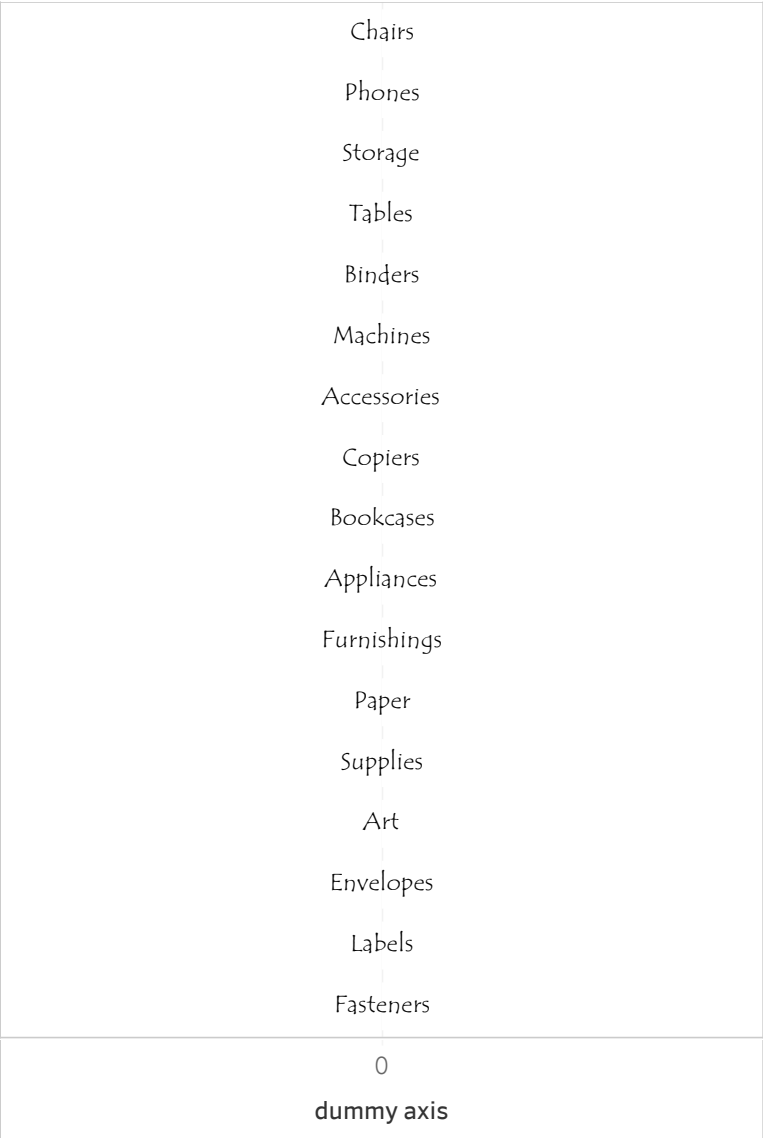 Chairs
Phones
Storage
Tables
Binders
Machines
Accessories
Copiers
Bookcases
Appliances
Furnishings
Paper
Supplies
Art
Envelopes
Labels
Fasteners
0
dummy axis